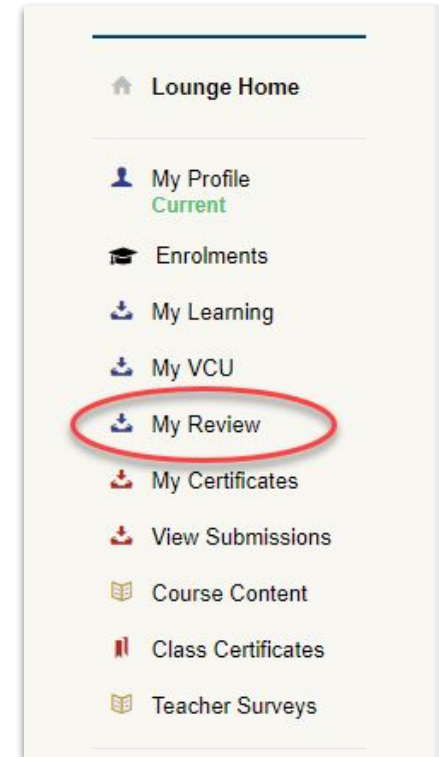 Lounge Home
My Profile
Current
Enrolments
My Learning
My VCU
My Review
My Certificates
View Submissions
Course Content
Class Certificates
Teacher Surveys